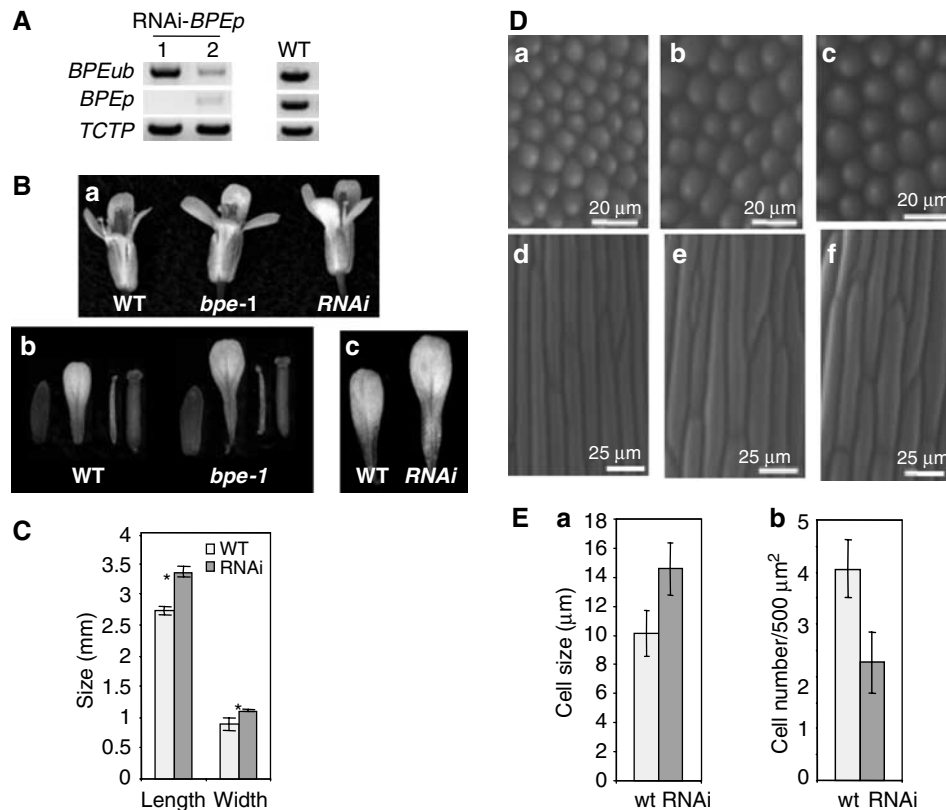 A
RNAi-BPEp
1 2 WT
BPEub
BPEp
TCTP
B
a
WT bpe-1 RNAi
b
WT bpe-1
c
WT RNAi
C
4
3.5
3
2.5
2
1.5
1
0.5
0
Size (mm)
WT
RNAi
*
*
Length Width
D
a
20 μm
b
20 μm
c
20 μm
d
25 μm
e
25 μm
f
25 μm
E
a
18
16
14
12
10
8
6
4
2
0
Cell size (μm)
wt RNAi
b
5
4
3
2
1
0
Cell number/500 μm²
wt RNAi